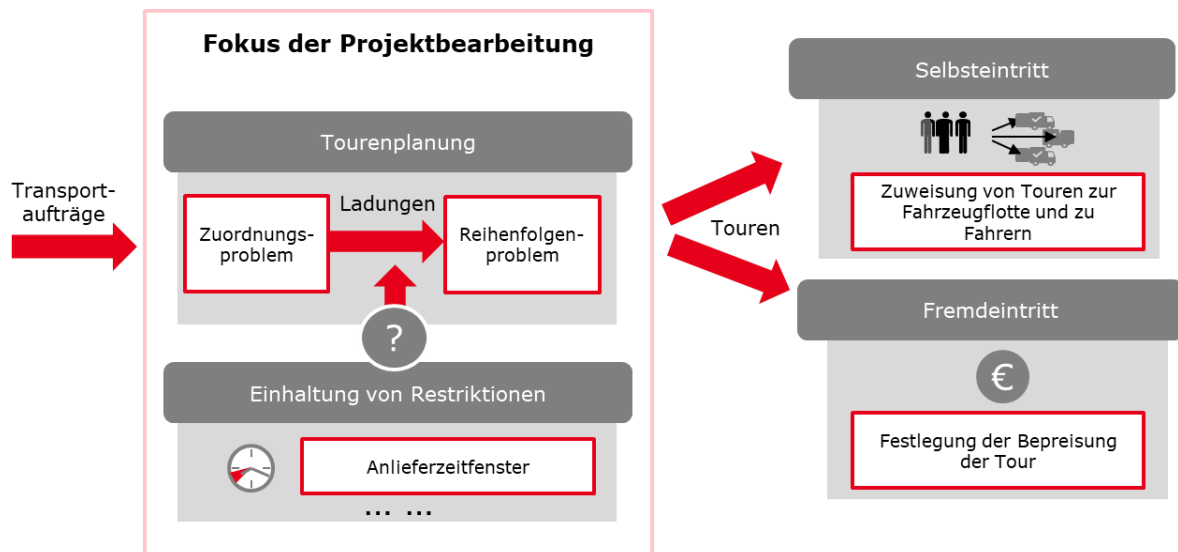 Fokus der Projektbearbeitung
Transport-
aufträge
Tourenplanung
Zuordnungs-
problem
Ladungen
Reihenfolgen-
problem
?
Einhaltung von Restriktionen
Anlieferzeitfenster
... ...
Touren
Selbsteintritt
Zuweisung von Touren zur
Fahrzeugflotte und zu
Fahrern
Fremdeintritt
€
Festlegung der Bepreisung
der Tour